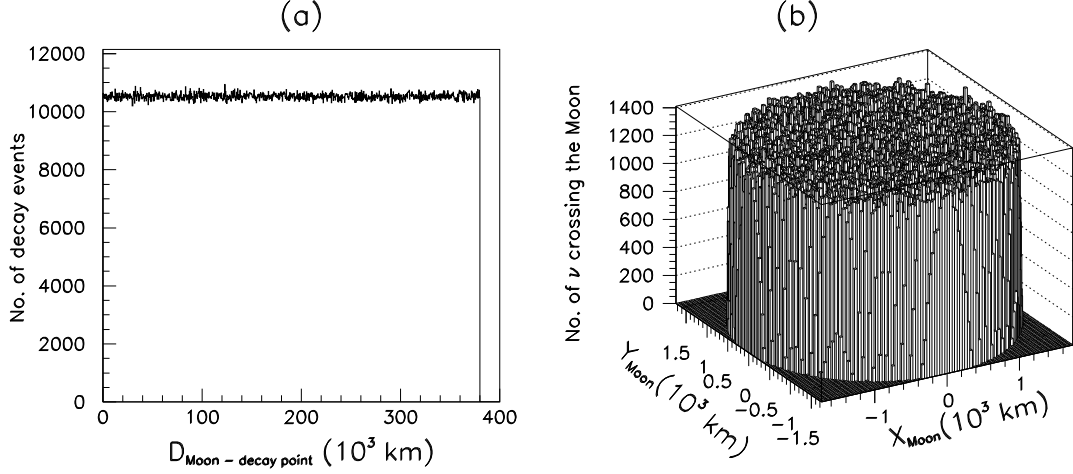 (a)
No. of decay events
12000
10000
8000
6000
4000
2000
0
0 100 200 300 400
D_Moon − decay point (10³ km)
(b)
No. of ν crossing the Moon
1400
1200
1000
800
600
400
200
0
Y_Moon (10³ km)
1.5
1
0.5
0
−0.5
−1
−1.5
−1 0 1
X_Moon (10³ km)